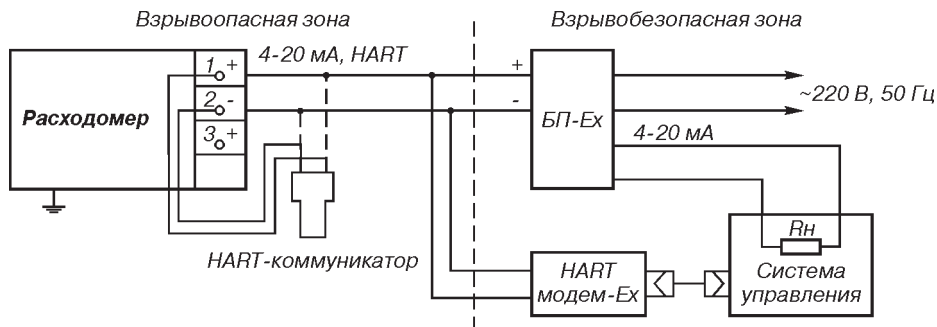 Взрывоопасная зона
Взрывобезопасная зона
4-20 мА, HART
1 +
2 -
3 +
Расходомер
+
-
БП-Ex
~220 В, 50 Гц
4-20 мА
HART-коммуникатор
HART
модем-Ex
Rн
Система
управления